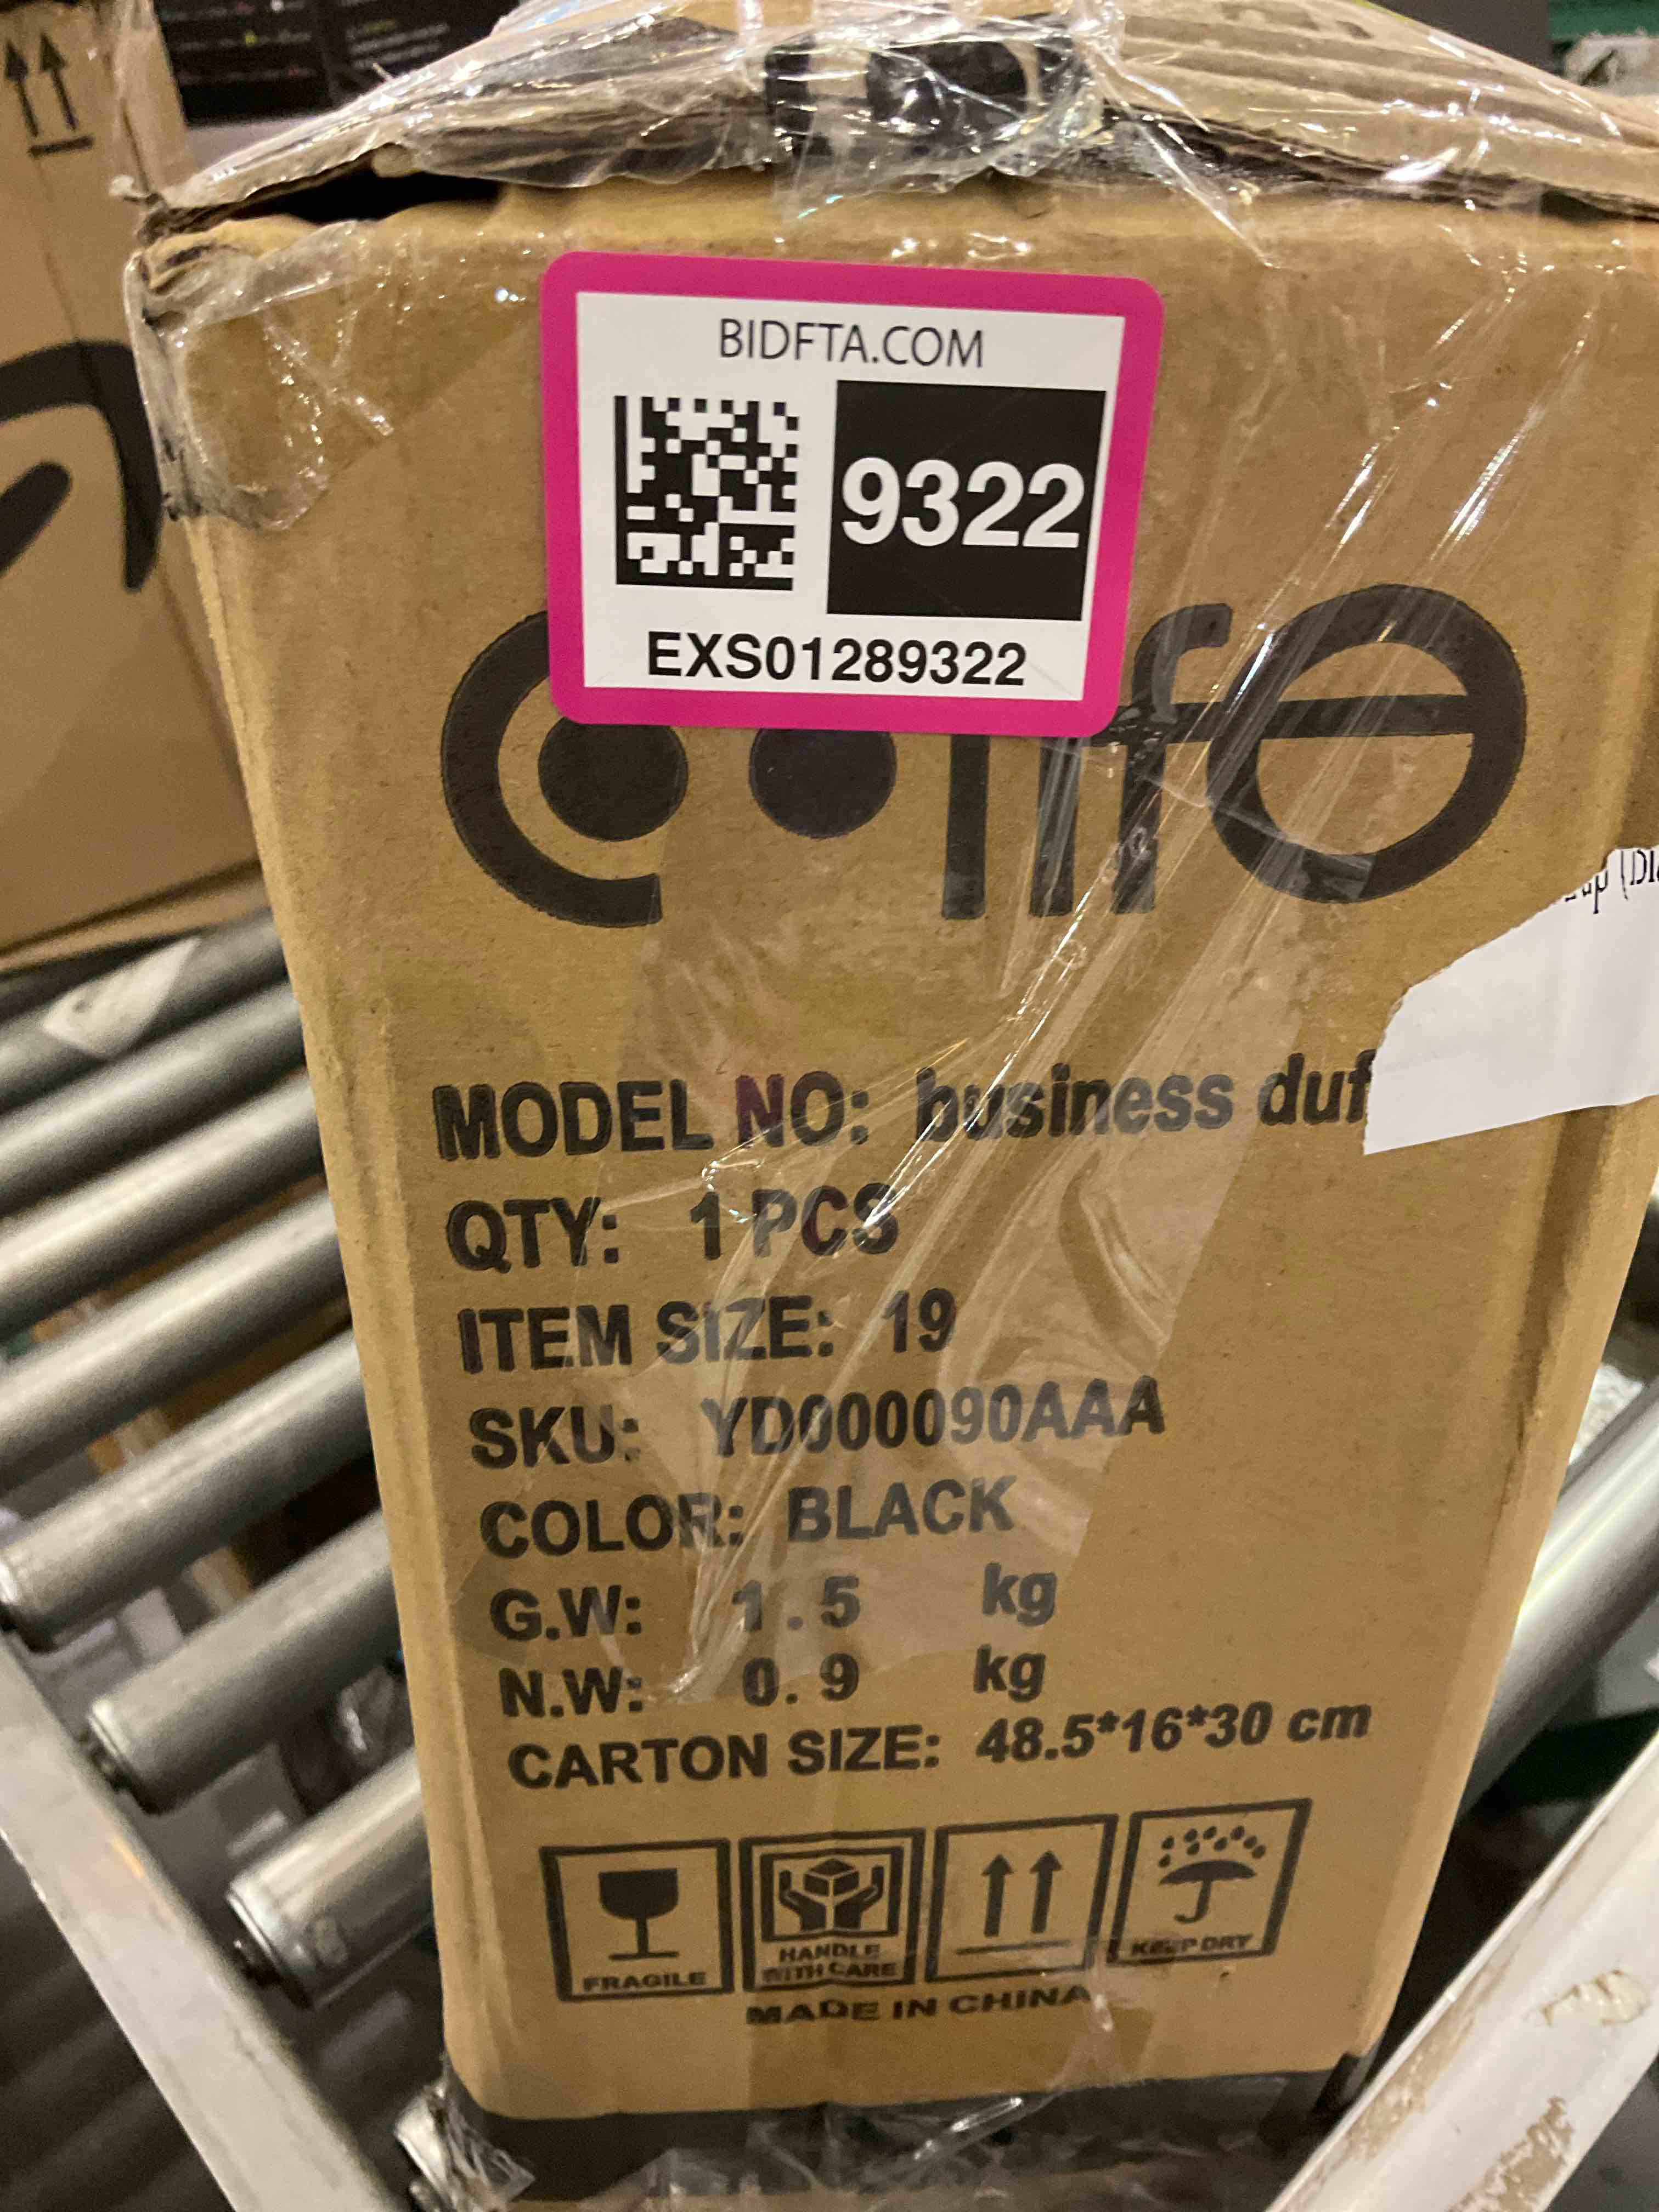 BIDFTA.COM
9322
EXS01289322
MODEL NO: business duf
QTY: 1 PCS
ITEM SIZE: 19
SKU: YD000090AAA
COLOR: BLACK
G.W: 1.5 kg
N.W: 0.9 kg
CARTON SIZE: 48.5*16*30 cm
FRAGILE
HANDLE
WITH CARE
KEEP DRY
MADE IN CHINA